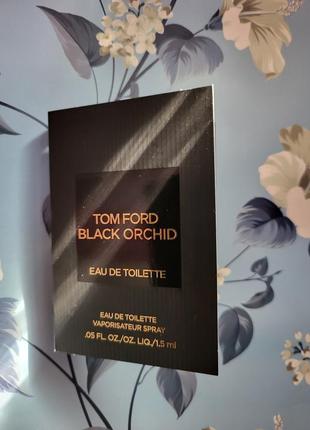 TOM FORD
BLACK ORCHID
EAU DE TOILETTE
EAU DE TOILETTE
VAPORISATEUR SPRAY
.05 FL. OZ./OZ. LIQ./1.5 ml